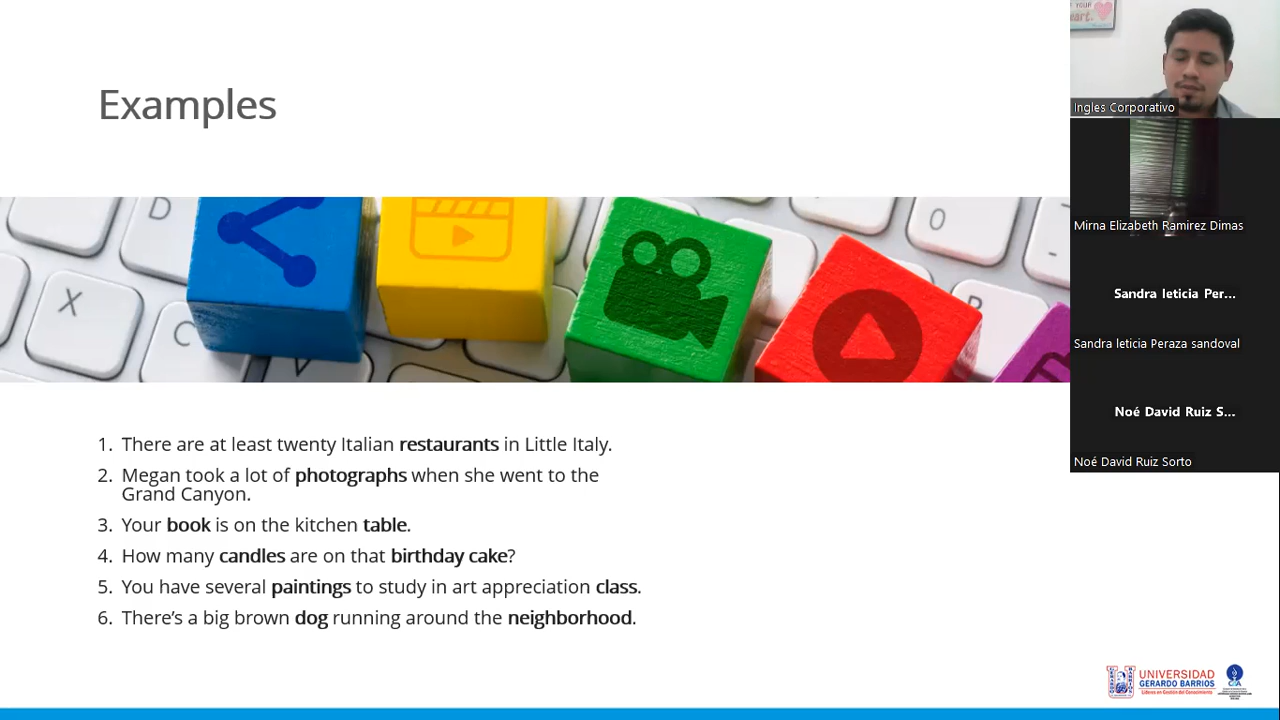 Examples
D
O
X
C
V
1. There are at least twenty Italian restaurants in Little Italy.
2. Megan took a lot of photographs when she went to the
Grand Canyon.
3. Your book is on the kitchen table.
4. How many candles are on that birthday cake?
5. You have several paintings to study in art appreciation class.
6. There's a big brown dog running around the neighborhood.
heart.
Ingles Corporativo
Mirna Elizabeth Ramirez Dimas
Sandra leticia Per...
Sandra leticia Peraza sandoval
Noé David Ruiz S...
Noé David Ruiz Sorto
UNIVERSIDAD
GERARDO BARRIOS
Líderes en Gestión del Conocimiento